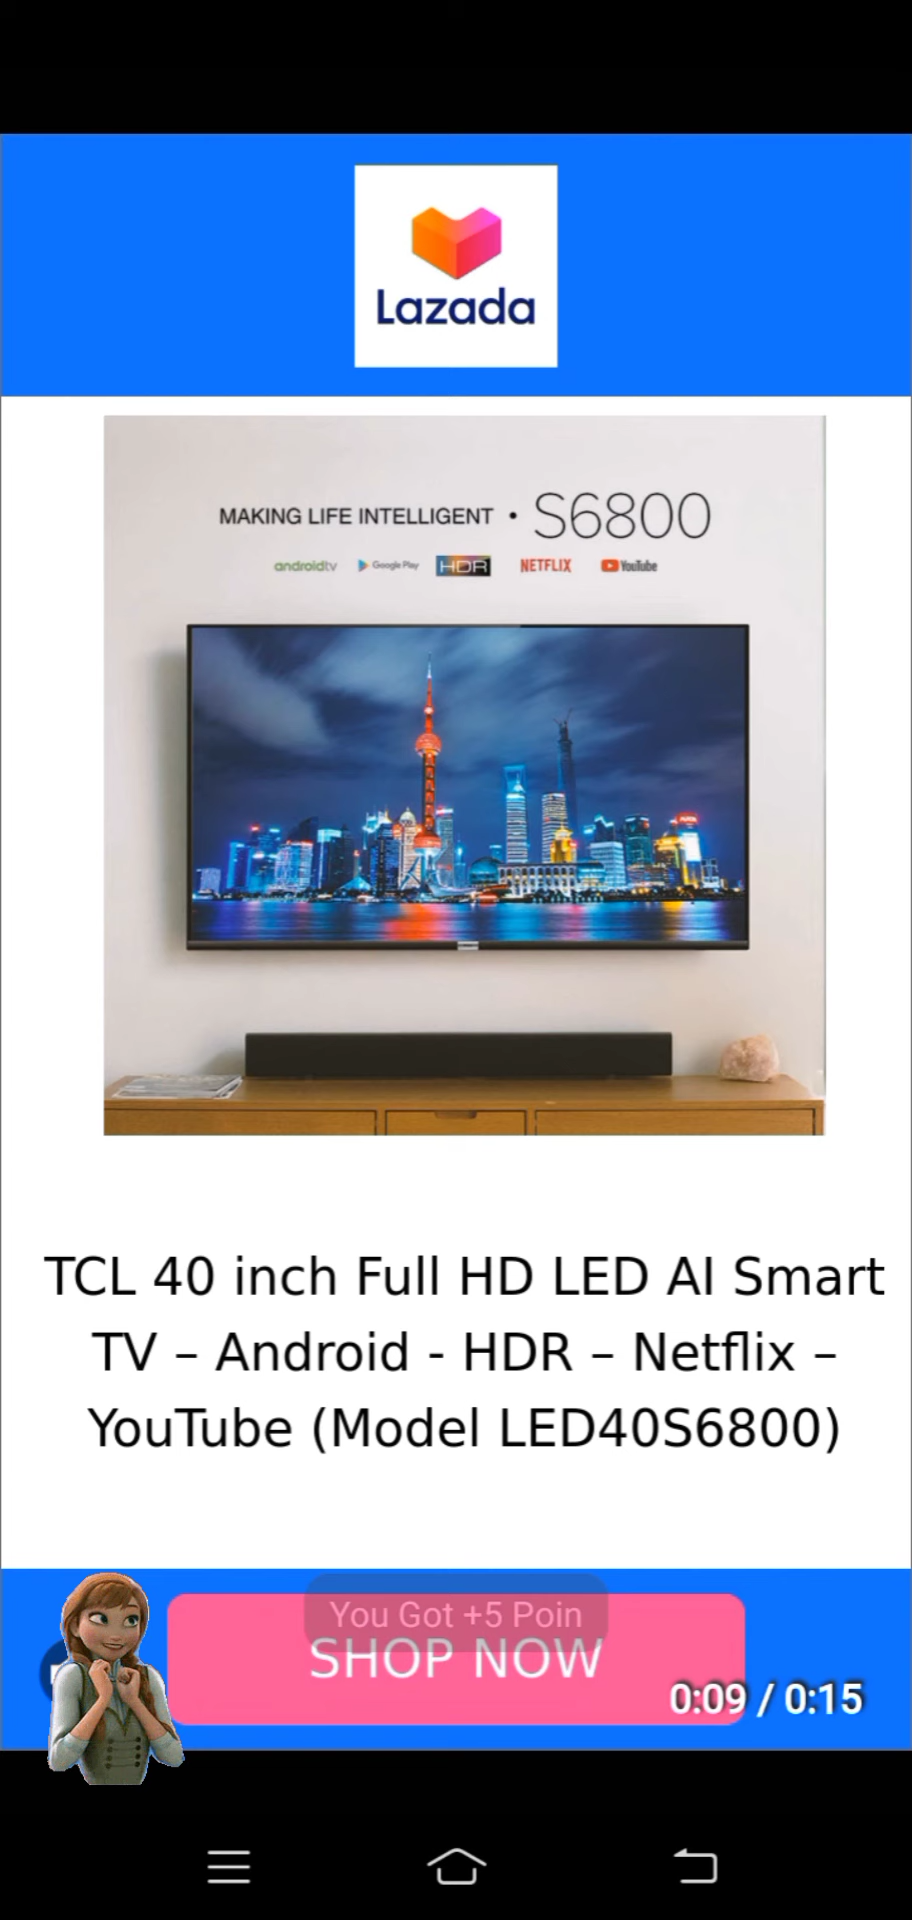 Lazada
MAKING LIFE INTELLIGENT • S6800
androidtv Google Play HDR NETFLIX YouTube
TCL 40 inch Full HD LED AI Smart
TV – Android - HDR – Netflix –
YouTube (Model LED40S6800)
You Got +5 Poin
SHOP NOW
0:09 / 0:15